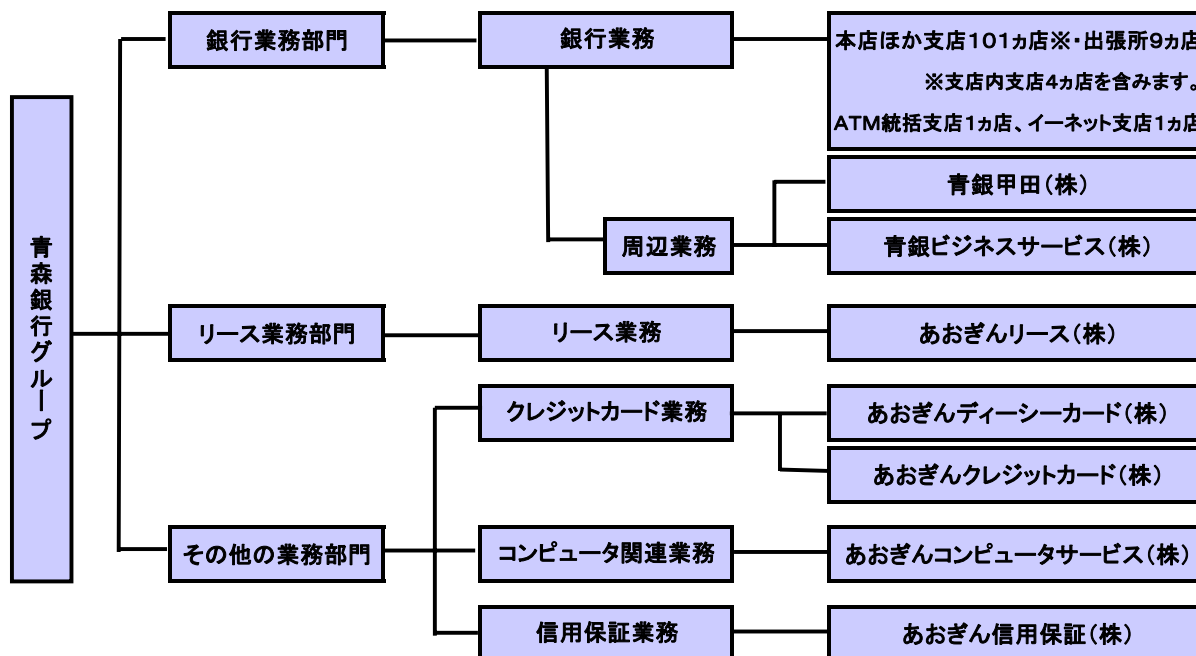 青森銀行グループ
銀行業務部門
銀行業務
本店ほか支店101ヵ店※・出張所9ヵ店
※支店内支店4ヵ店を含みます。
ATM統括支店1ヵ店、イーネット支店1ヵ店
周辺業務
青銀甲田(株)
青銀ビジネスサービス(株)
リース業務部門
リース業務
あおぎんリース(株)
その他の業務部門
クレジットカード業務
あおぎんディーシーカード(株)
あおぎんクレジットカード(株)
コンピュータ関連業務
あおぎんコンピュータサービス(株)
信用保証業務
あおぎん信用保証(株)